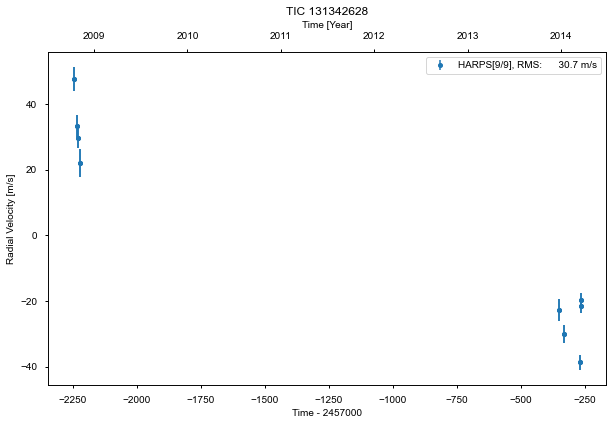 TIC 131342628
Time [Year]
2009 2010 2011 2012 2013 2014
HARPS[9/9], RMS: 30.7 m/s
Radial Velocity [m/s]
40
20
0
−20
−40
−2250 −2000 −1750 −1500 −1250 −1000 −750 −500 −250
Time - 2457000